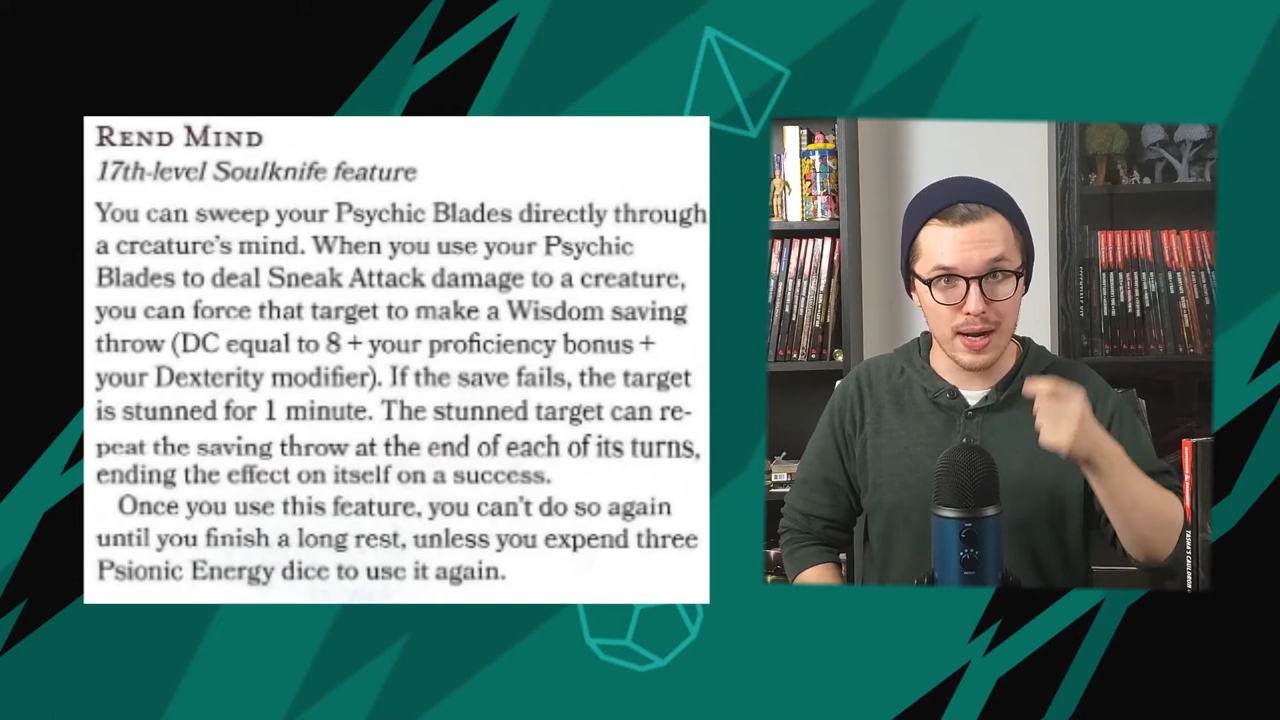 REND MIND
17th-level Soulknife feature
You can sweep your Psychic Blades directly through
a creature's mind. When you use your Psychic
Blades to deal Sneak Attack damage to a creature,
you can force that target to make a Wisdom saving
throw (DC equal to 8 + your proficiency bonus +
your Dexterity modifier). If the save fails, the target
is stunned for 1 minute. The stunned target can re-
peat the saving throw at the end of each of its turns,
ending the effect on itself on a success.
Once you use this feature, you can't do so again
until you finish a long rest, unless you expend three
Psionic Energy dice to use it again.
TASHA'S CAULDRON